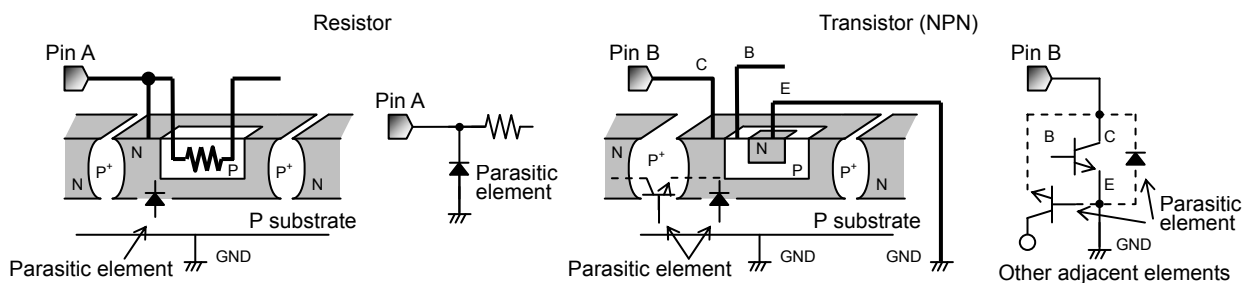 Resistor
Transistor (NPN)
Pin A
Pin A
Parasitic element
N
P+
N
P
P+
N
P substrate
GND
Parasitic element
Pin B
C
B
E
N
P+
N
P
P+
N
N
P substrate
GND
GND
Parasitic element
Pin B
B
C
E
Parasitic element
GND
Other adjacent elements